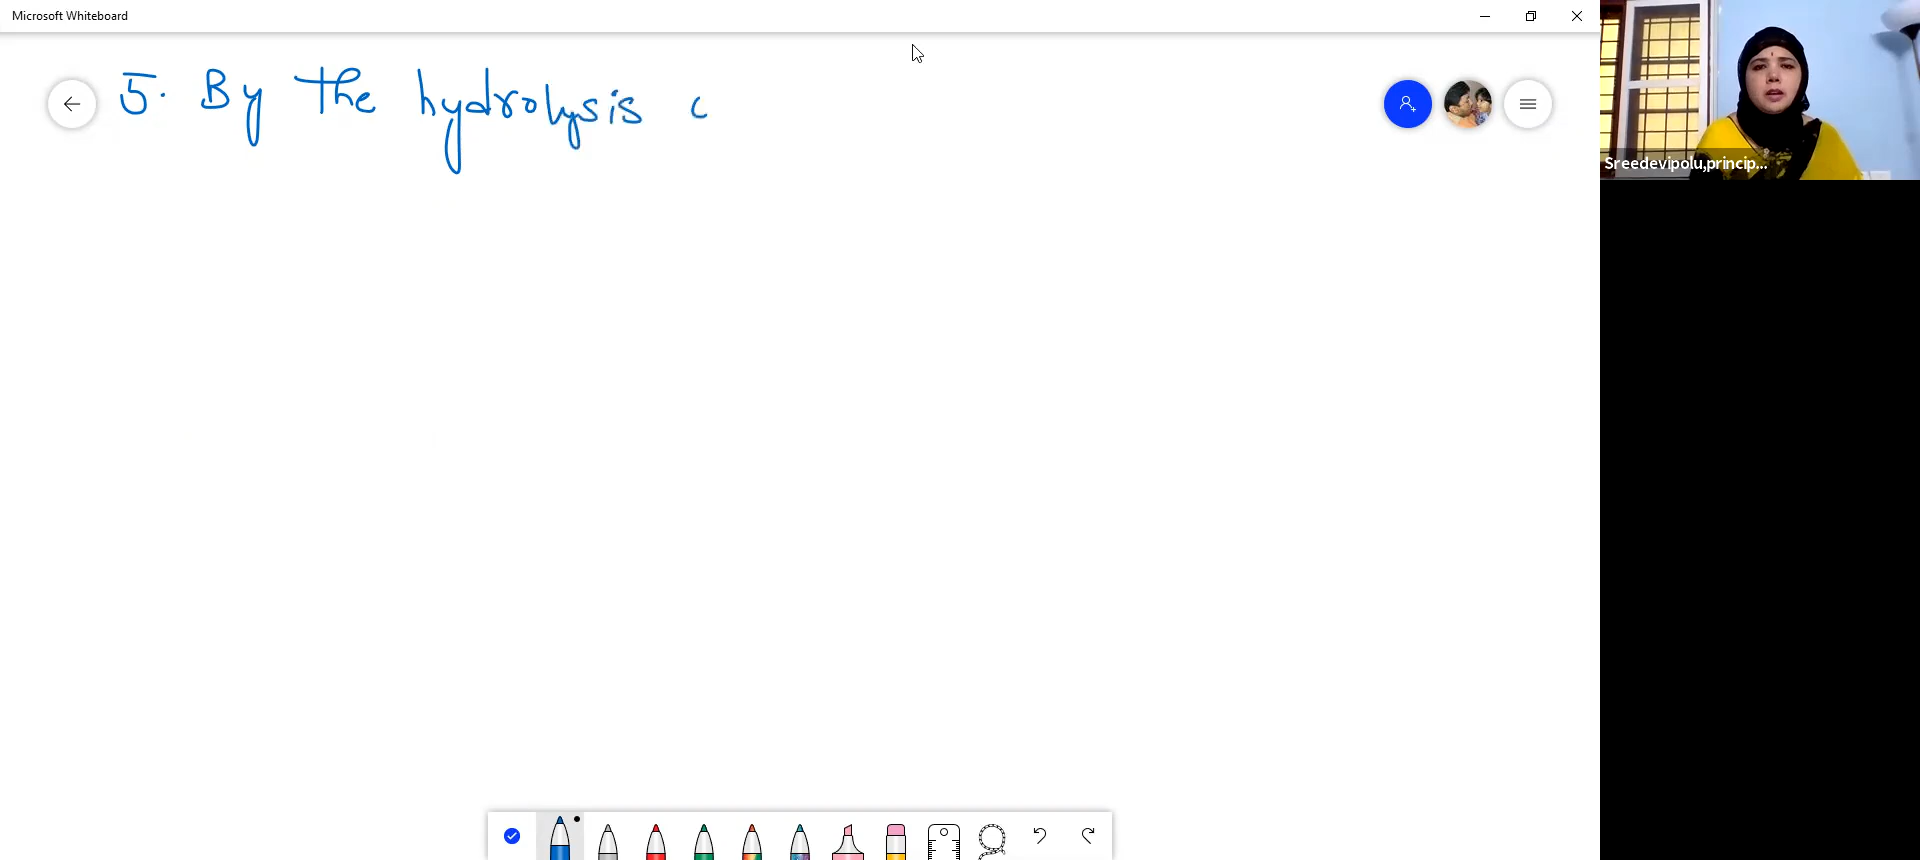 Microsoft Whiteboard
5. By the hydrolysis
Sreedevipolu,princip...